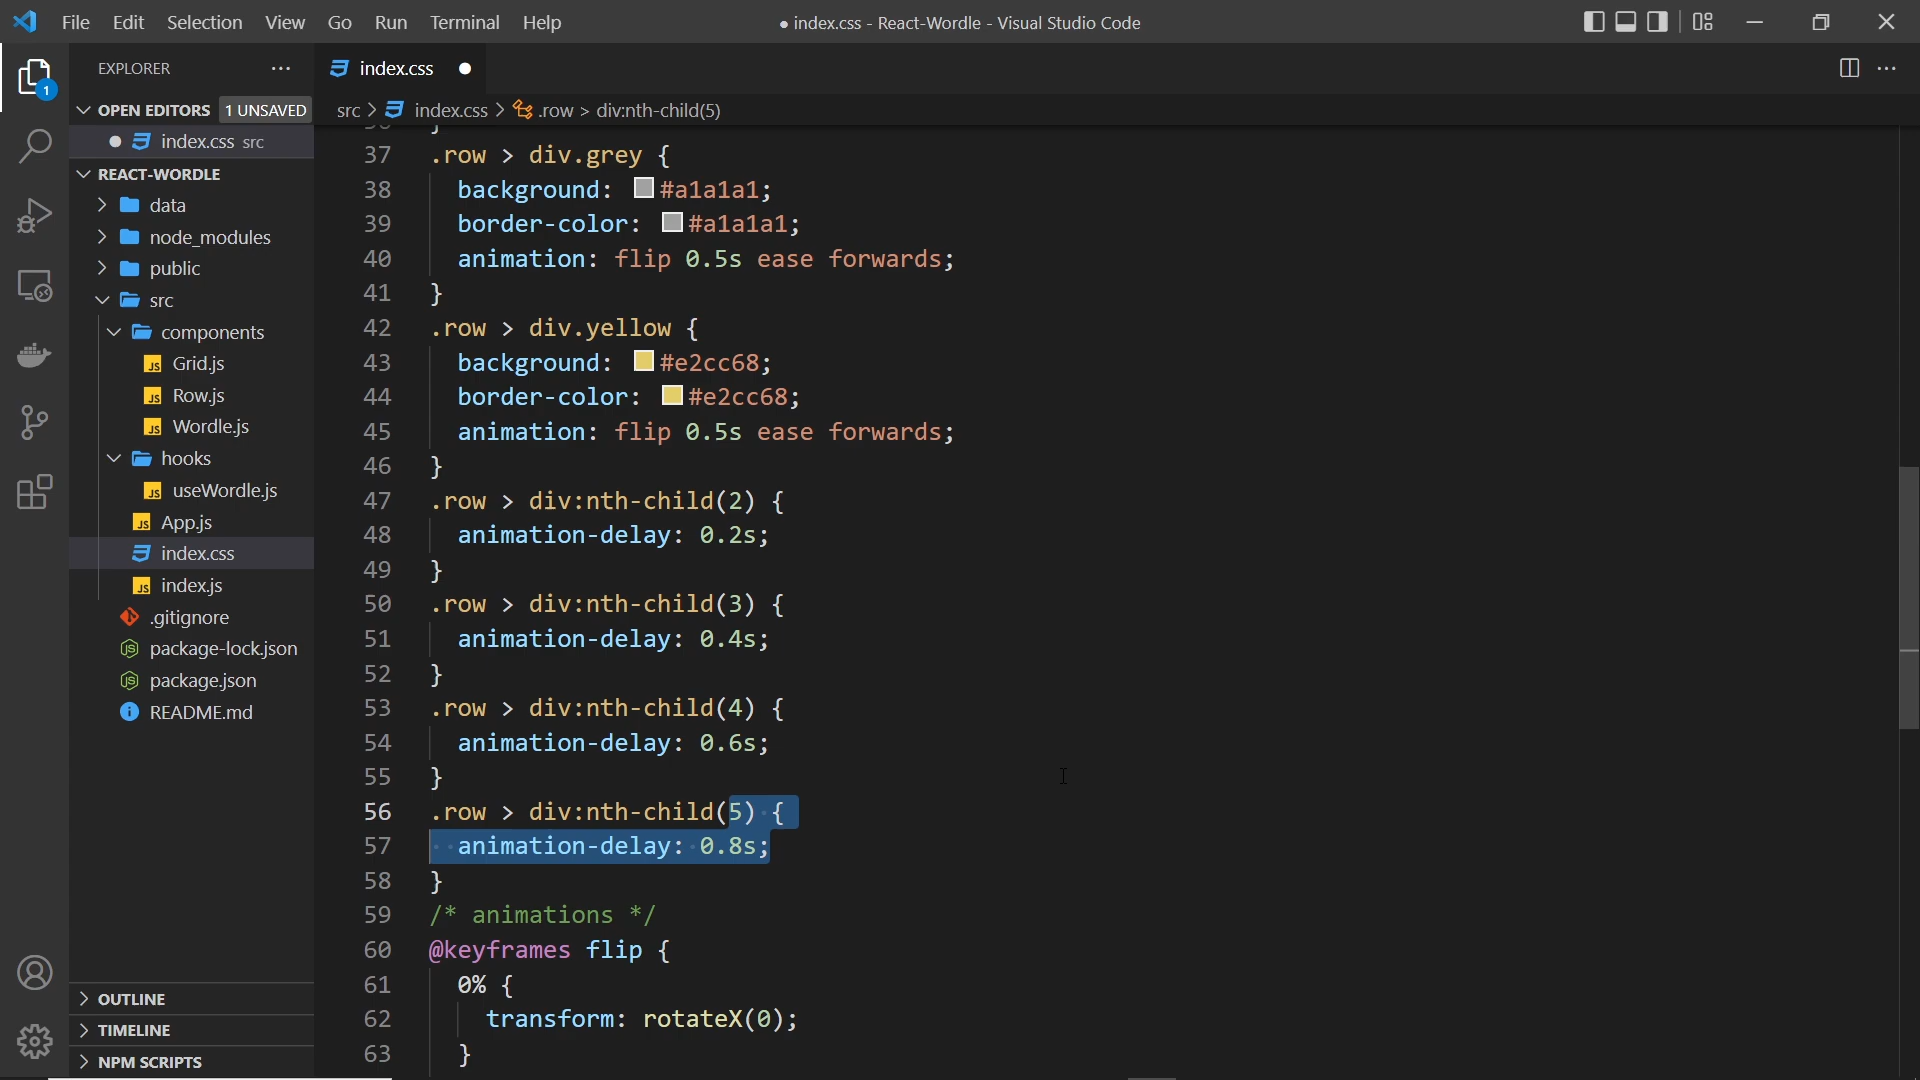 File Edit Selection View Go Run Terminal Help
● index.css - React-Wordle - Visual Studio Code
EXPLORER
OPEN EDITORS 1 UNSAVED
● index.css src
REACT-WORDLE
data
node_modules
public
src
components
JS Grid.js
JS Row.js
JS Wordle.js
hooks
JS useWordle.js
JS App.js
index.css
JS index.js
.gitignore
package-lock.json
package.json
README.md
OUTLINE
TIMELINE
NPM SCRIPTS
1
index.css ●
src > index.css > .row > div:nth-child(5)
37 .row > div.grey {
38 background: #a1a1a1;
39 border-color: #a1a1a1;
40 animation: flip 0.5s ease forwards;
41 }
42 .row > div.yellow {
43 background: #e2cc68;
44 border-color: #e2cc68;
45 animation: flip 0.5s ease forwards;
46 }
47 .row > div:nth-child(2) {
48 animation-delay: 0.2s;
49 }
50 .row > div:nth-child(3) {
51 animation-delay: 0.4s;
52 }
53 .row > div:nth-child(4) {
54 animation-delay: 0.6s;
55 }
56 .row > div:nth-child(5) {
57 animation-delay: 0.8s;
58 }
59 /* animations */
60 @keyframes flip {
61 0% {
62 transform: rotateX(0);
63 }